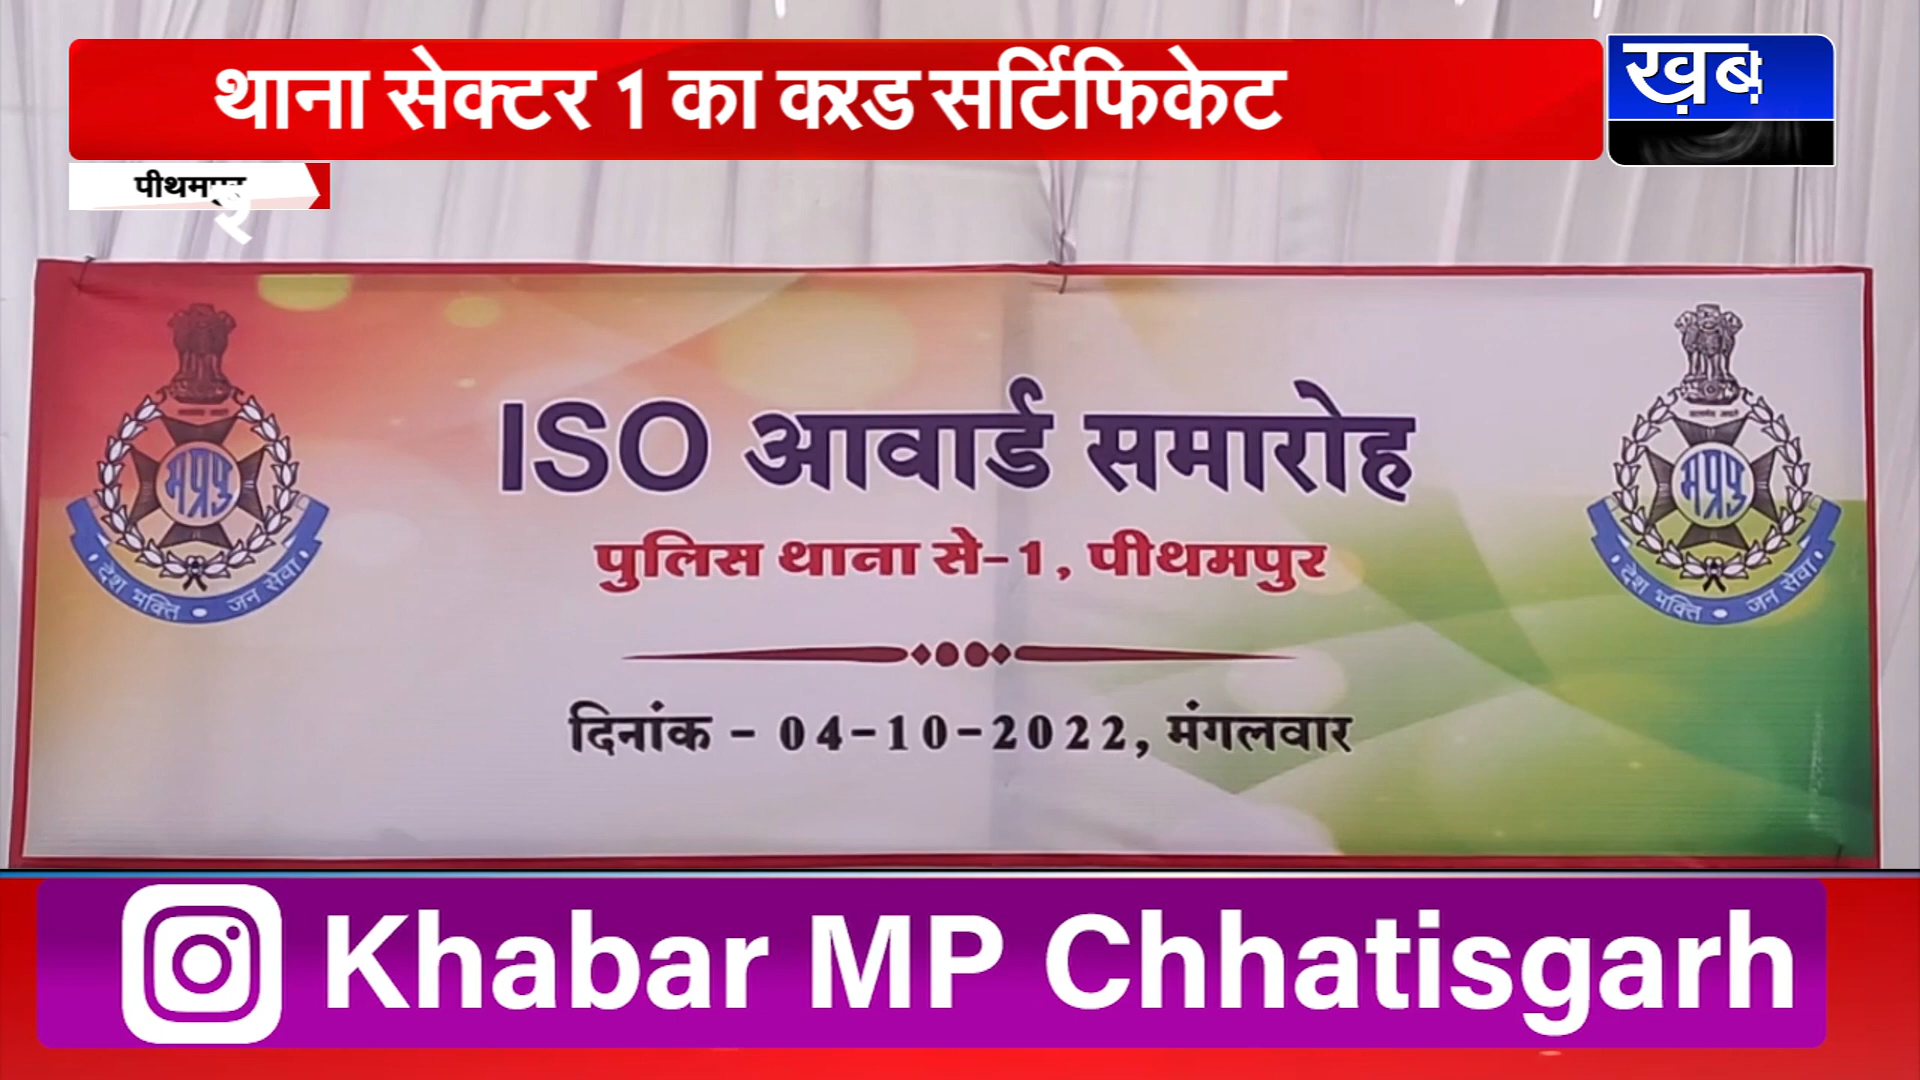 थाना सेक्टर 1 का
सर्टिफिकेट
ख़ब
पीथमपुर
ISO आवार्ड समारोह
पुलिस थाना से-1, पीथमपुर
दिनांक - 04-10-2022, मंगलवार
मप्रपु
देश भक्ति • जन सेवा
मप्रपु
देश भक्ति • जन सेवा
Khabar MP Chhatisgarh